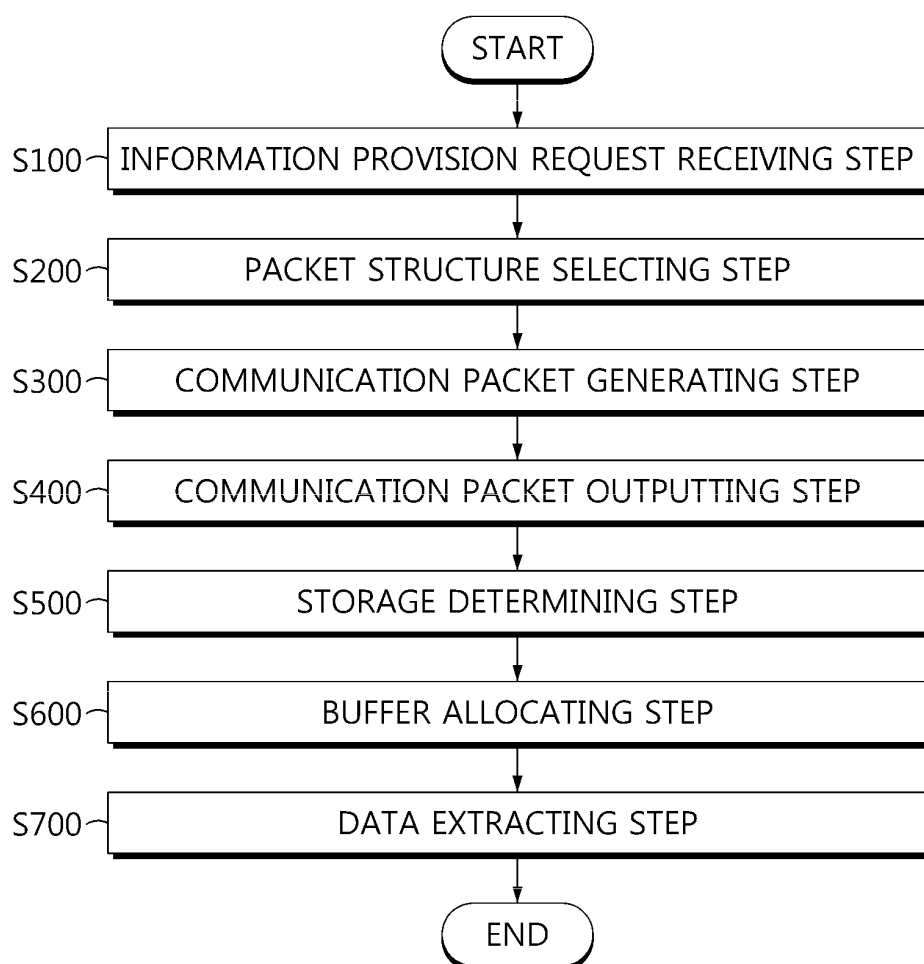 START
S100 INFORMATION PROVISION REQUEST RECEIVING STEP
S200 PACKET STRUCTURE SELECTING STEP
S300 COMMUNICATION PACKET GENERATING STEP
S400 COMMUNICATION PACKET OUTPUTTING STEP
S500 STORAGE DETERMINING STEP
S600 BUFFER ALLOCATING STEP
S700 DATA EXTRACTING STEP
END